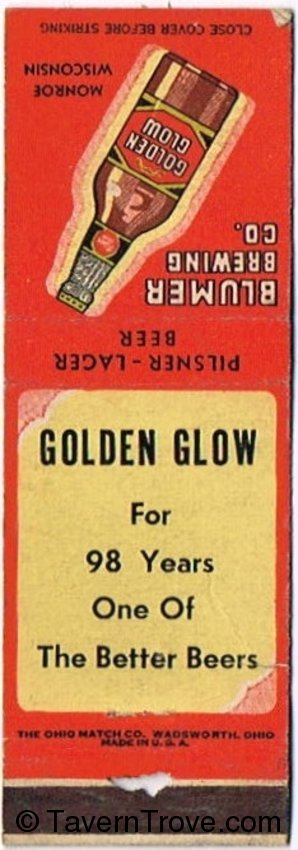 CLOSE COVER BEFORE STRIKING
MONROE
WISCONSIN
GOLDEN
GLOW
BLUMER
BREWING
CO.
PILSNER - LAGER
BEER
GOLDEN GLOW
For
98 Years
One Of
The Better Beers
THE OHIO MATCH CO. WADSWORTH, OHIO
MADE IN U.S.A.
© TavernTrove.com